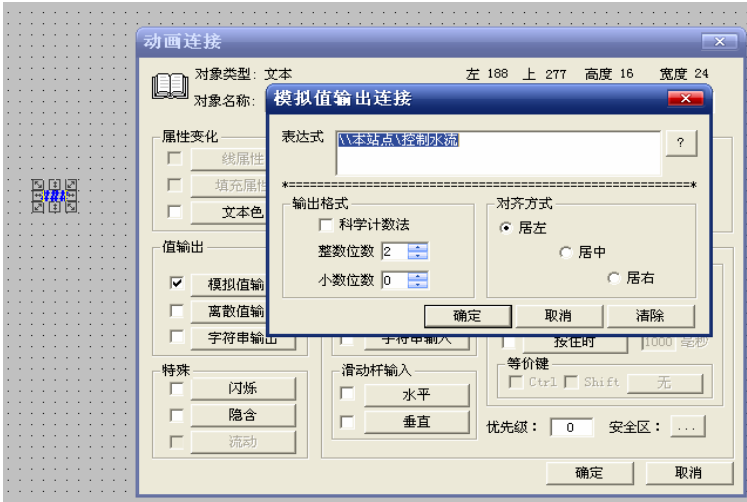 动画连接
对象类型: 文本
左 188 上 277 高度 16 宽度 24
对象名称:
模拟值输出连接
表达式
\\本站点\控制水流
?
*=*
输出格式
科学计数法
整数位数 2
小数位数 0
对齐方式
居左
居中
居右
确定 取消 清除
属性变化
线属性
填充属性
文本色
值输出
模拟值输
离散值输
字符串输出
字符串输入
按住时
1000 毫秒
等价键
Ctrl Shift 无
特殊
闪烁
隐含
流动
滑动杆输入
水平
垂直
优先级: 0 安全区: ...
确定 取消